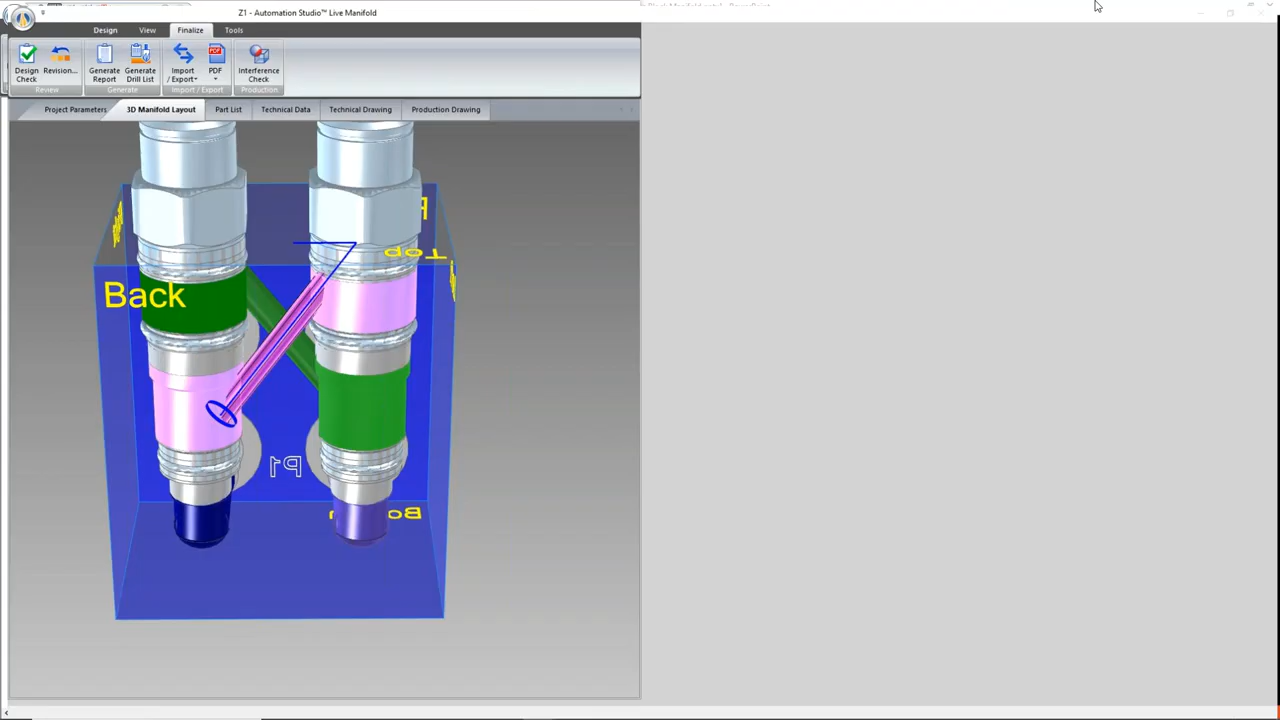 Z1 - Automation Studio™ Live Manifold
Design View Finalize Tools
Design Check Revision... Generate Report Generate Drill List Import / Export PDF Interference Check
Review Generate Import / Export Production
Project Parameters 3D Manifold Layout Part List Technical Data Technical Drawing Production Drawing
Top
Back
P1